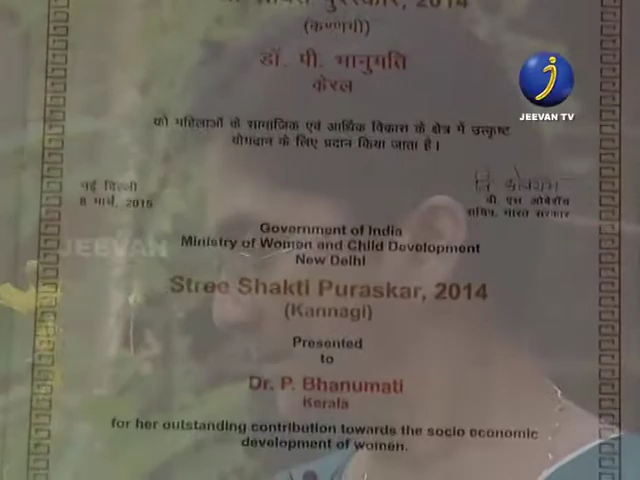 पुरस्कार, 2014
(कण्णगी)
डॉ. पी. भानुमति
केरल
को महिलाओं के सामाजिक एवं आर्थिक विकास के क्षेत्र में उत्कृष्ट
योगदान के लिए प्रदान किया जाता है।
नई दिल्ली
8 मार्च, 2015
सचिव, भारत सरकार
Government of India
Ministry of Women and Child Development
New Delhi
Stree Shakti Puraskar, 2014
(Kannagi)
Presented
to
Dr. P. Bhanumati
Kerala
for her outstanding contribution towards the socio economic
development of women.
JEEVAN TV
JEEVAN